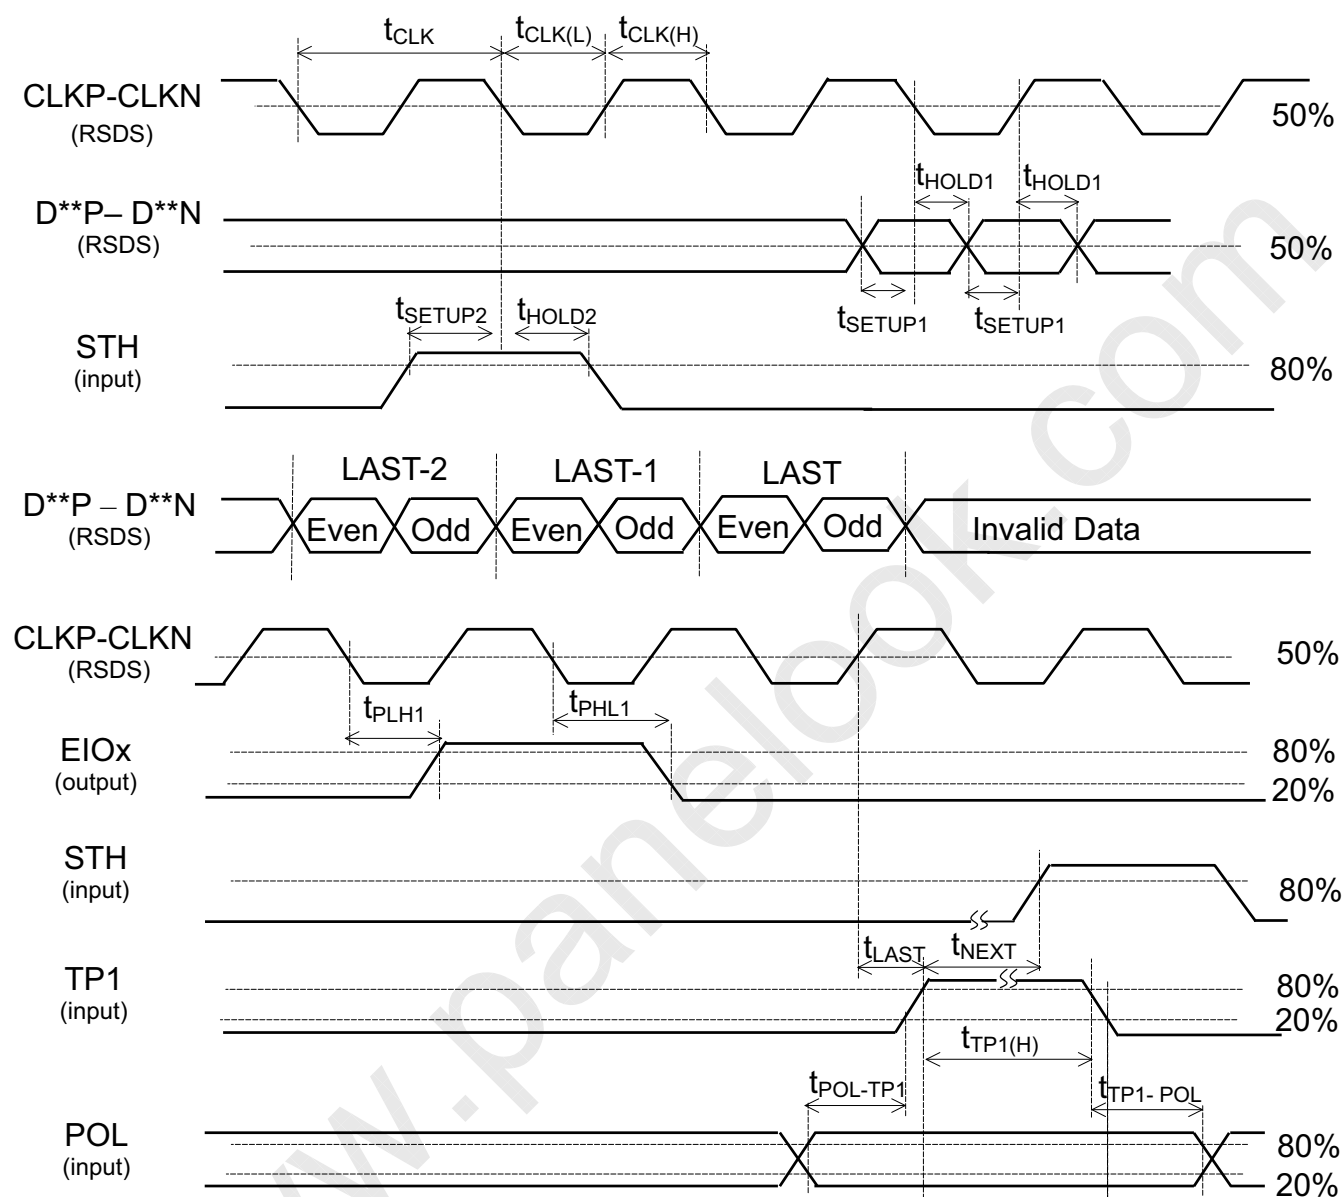 tCLK tCLK(L) tCLK(H)
CLKP-CLKN
(RSDS)
50%
tHOLD1 tHOLD1
D**P– D**N
(RSDS)
50%
tSETUP1 tSETUP1
tSETUP2 tHOLD2
STH
(input)
80%
LAST-2 LAST-1 LAST
D**P – D**N
(RSDS)
Even Odd Even Odd Even Odd Invalid Data
CLKP-CLKN
(RSDS)
50%
tPLH1 tPHL1
EIOx
(output)
80%
20%
STH
(input)
80%
tLAST tNEXT
TP1
(input)
80%
20%
tTP1(H)
tPOL-TP1 tTP1- POL
POL
(input)
80%
20%
w.panelook.com